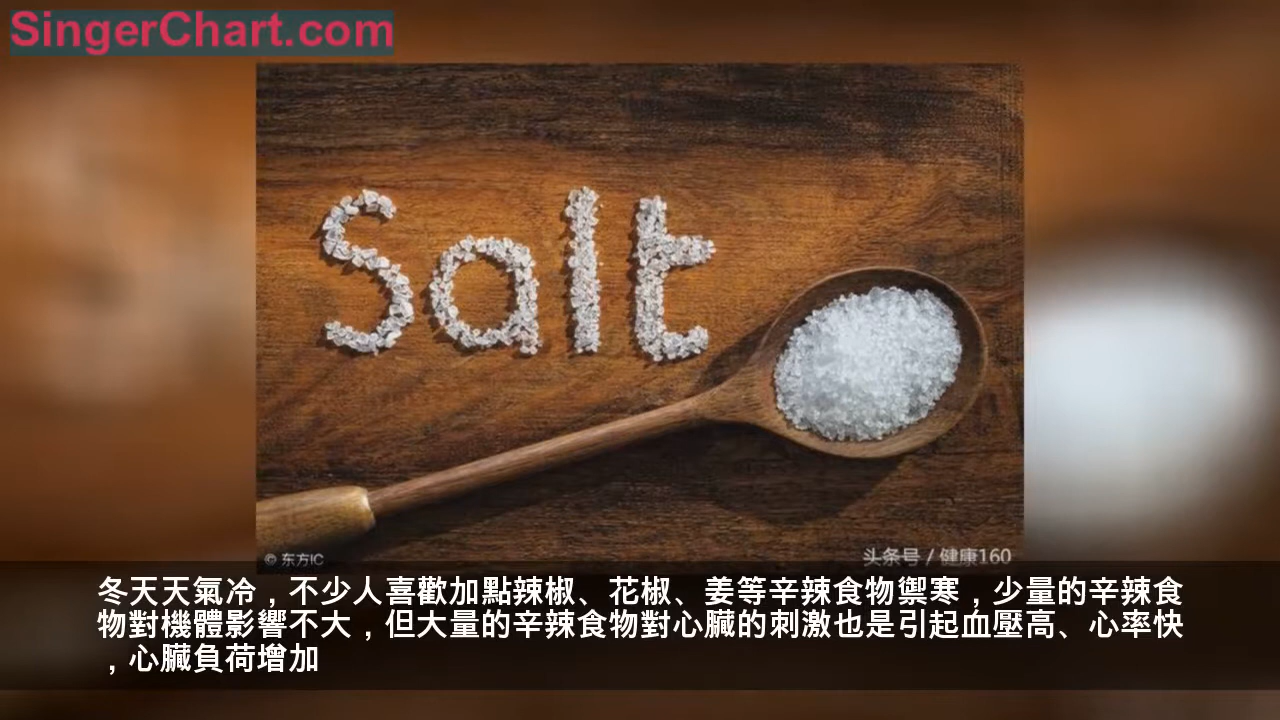 SingerChart.com
Salt
© 东方IC
头条号 / 健康160
冬天天氣冷，不少人喜歡加點辣椒、花椒、姜等辛辣食物禦寒，少量的辛辣食
物對機體影響不大，但大量的辛辣食物對心臟的刺激也是引起血壓高、心率快
，心臟負荷增加